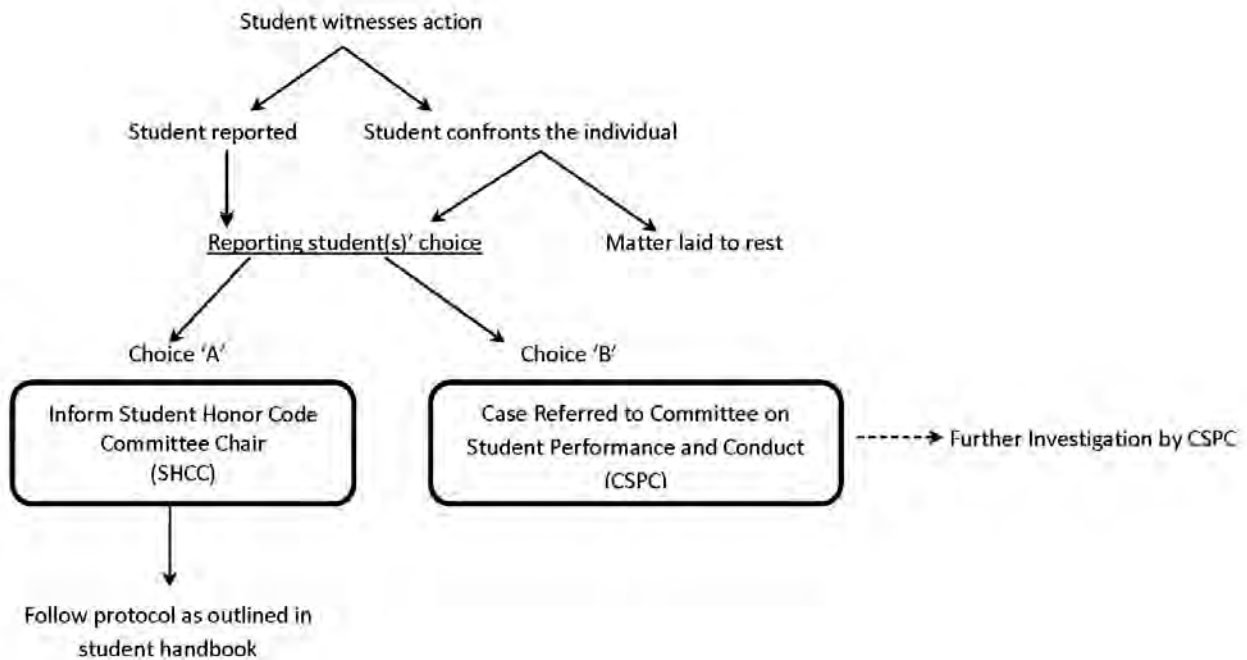 Student witnesses action
Student reported
Student confronts the individual
Reporting student(s)' choice
Matter laid to rest
Choice 'A'
Choice 'B'
Inform Student Honor Code
Committee Chair
(SHCC)
Case Referred to Committee on
Student Performance and Conduct
(CSPC)
Further Investigation by CSPC
Follow protocol as outlined in
student handbook